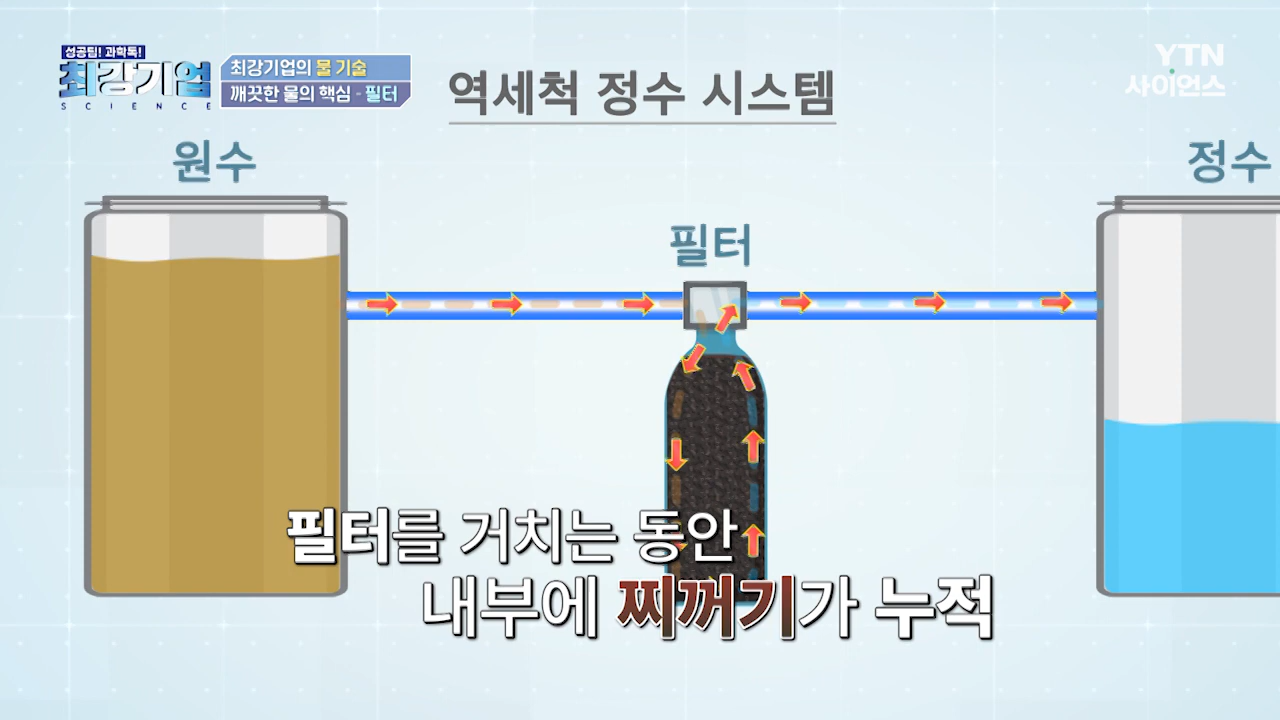 성공팁! 과학톡!
최강기업
SCIENCE
최강기업의 물 기술
깨끗한 물의 핵심 - 필터
역세척 정수 시스템
YTN
사이언스
원수
정수
필터
필터를 거치는 동안
내부에 찌꺼기가 누적